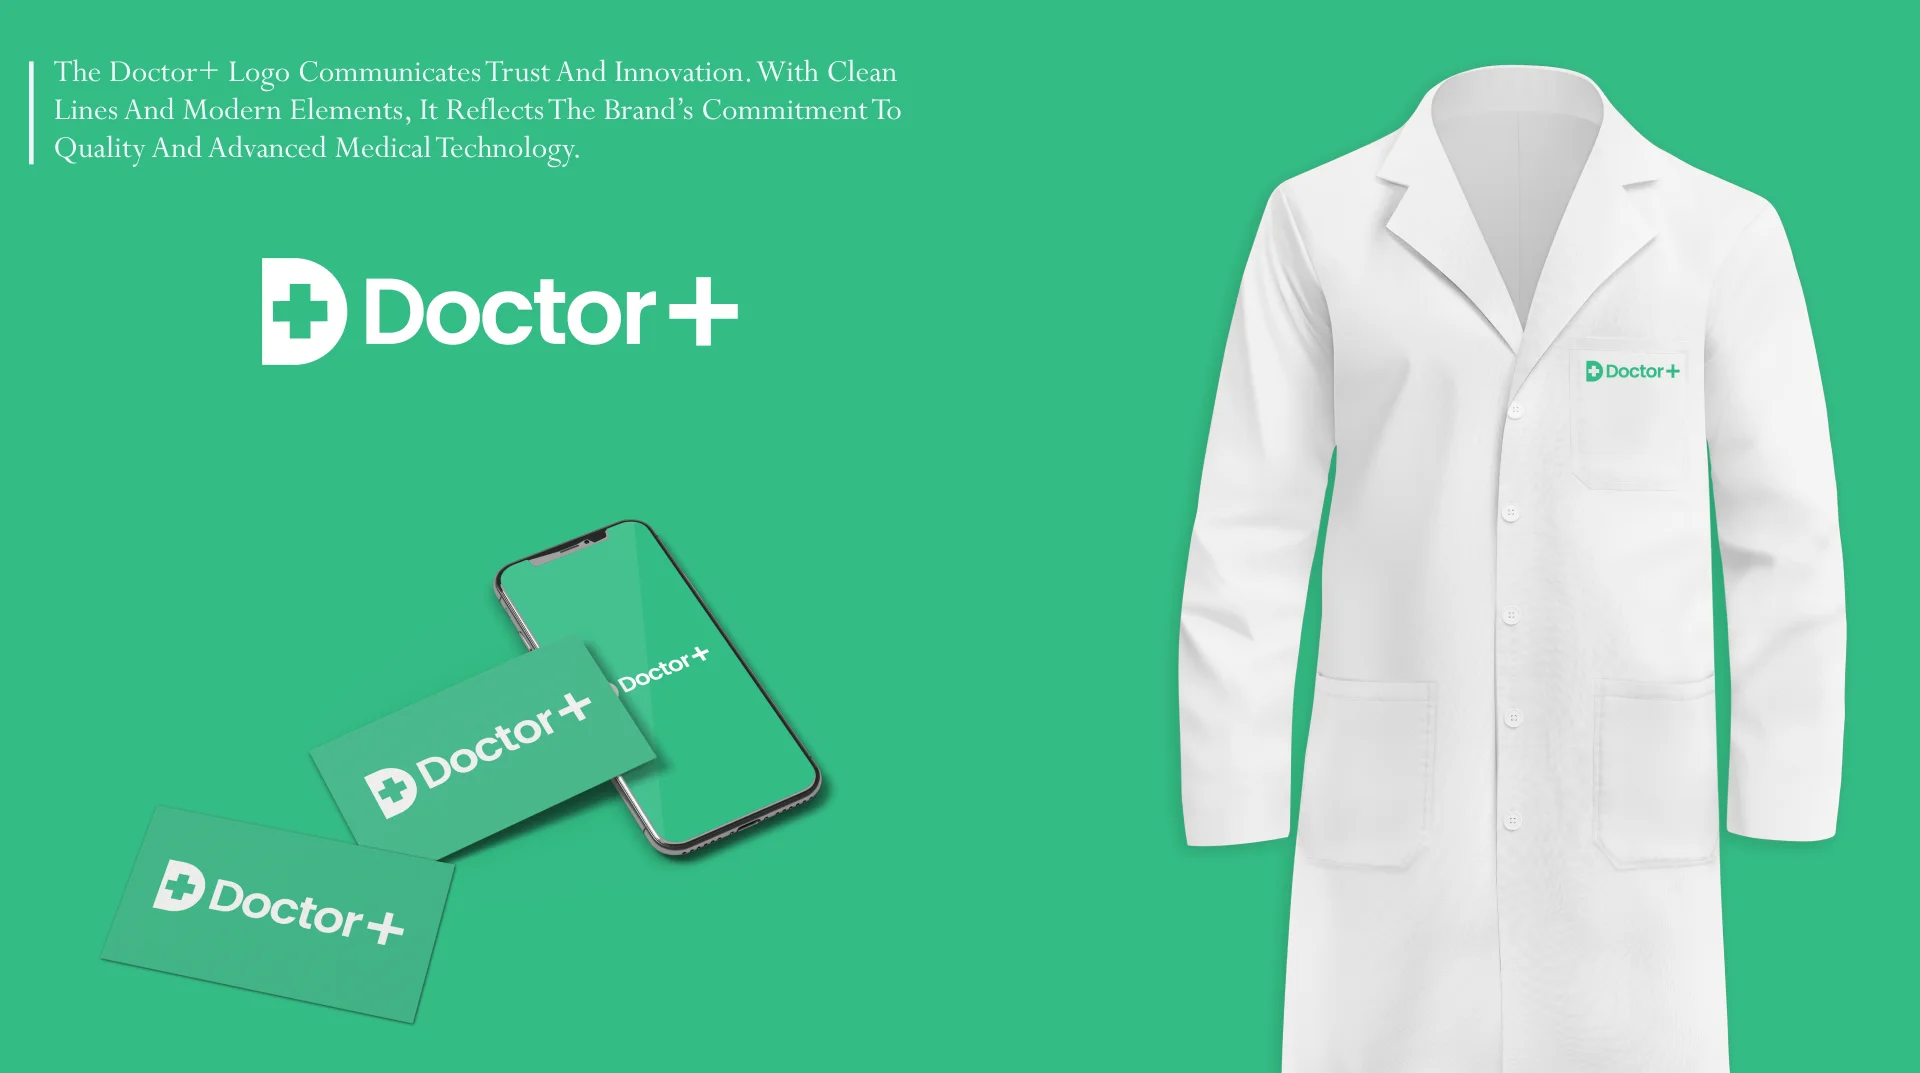 The Doctor+ Logo Communicates Trust And Innovation. With Clean
Lines And Modern Elements, It Reflects The Brand’s Commitment To
Quality And Advanced Medical Technology.
Doctor+
Doctor+
Doctor+
Doctor+
Doctor+